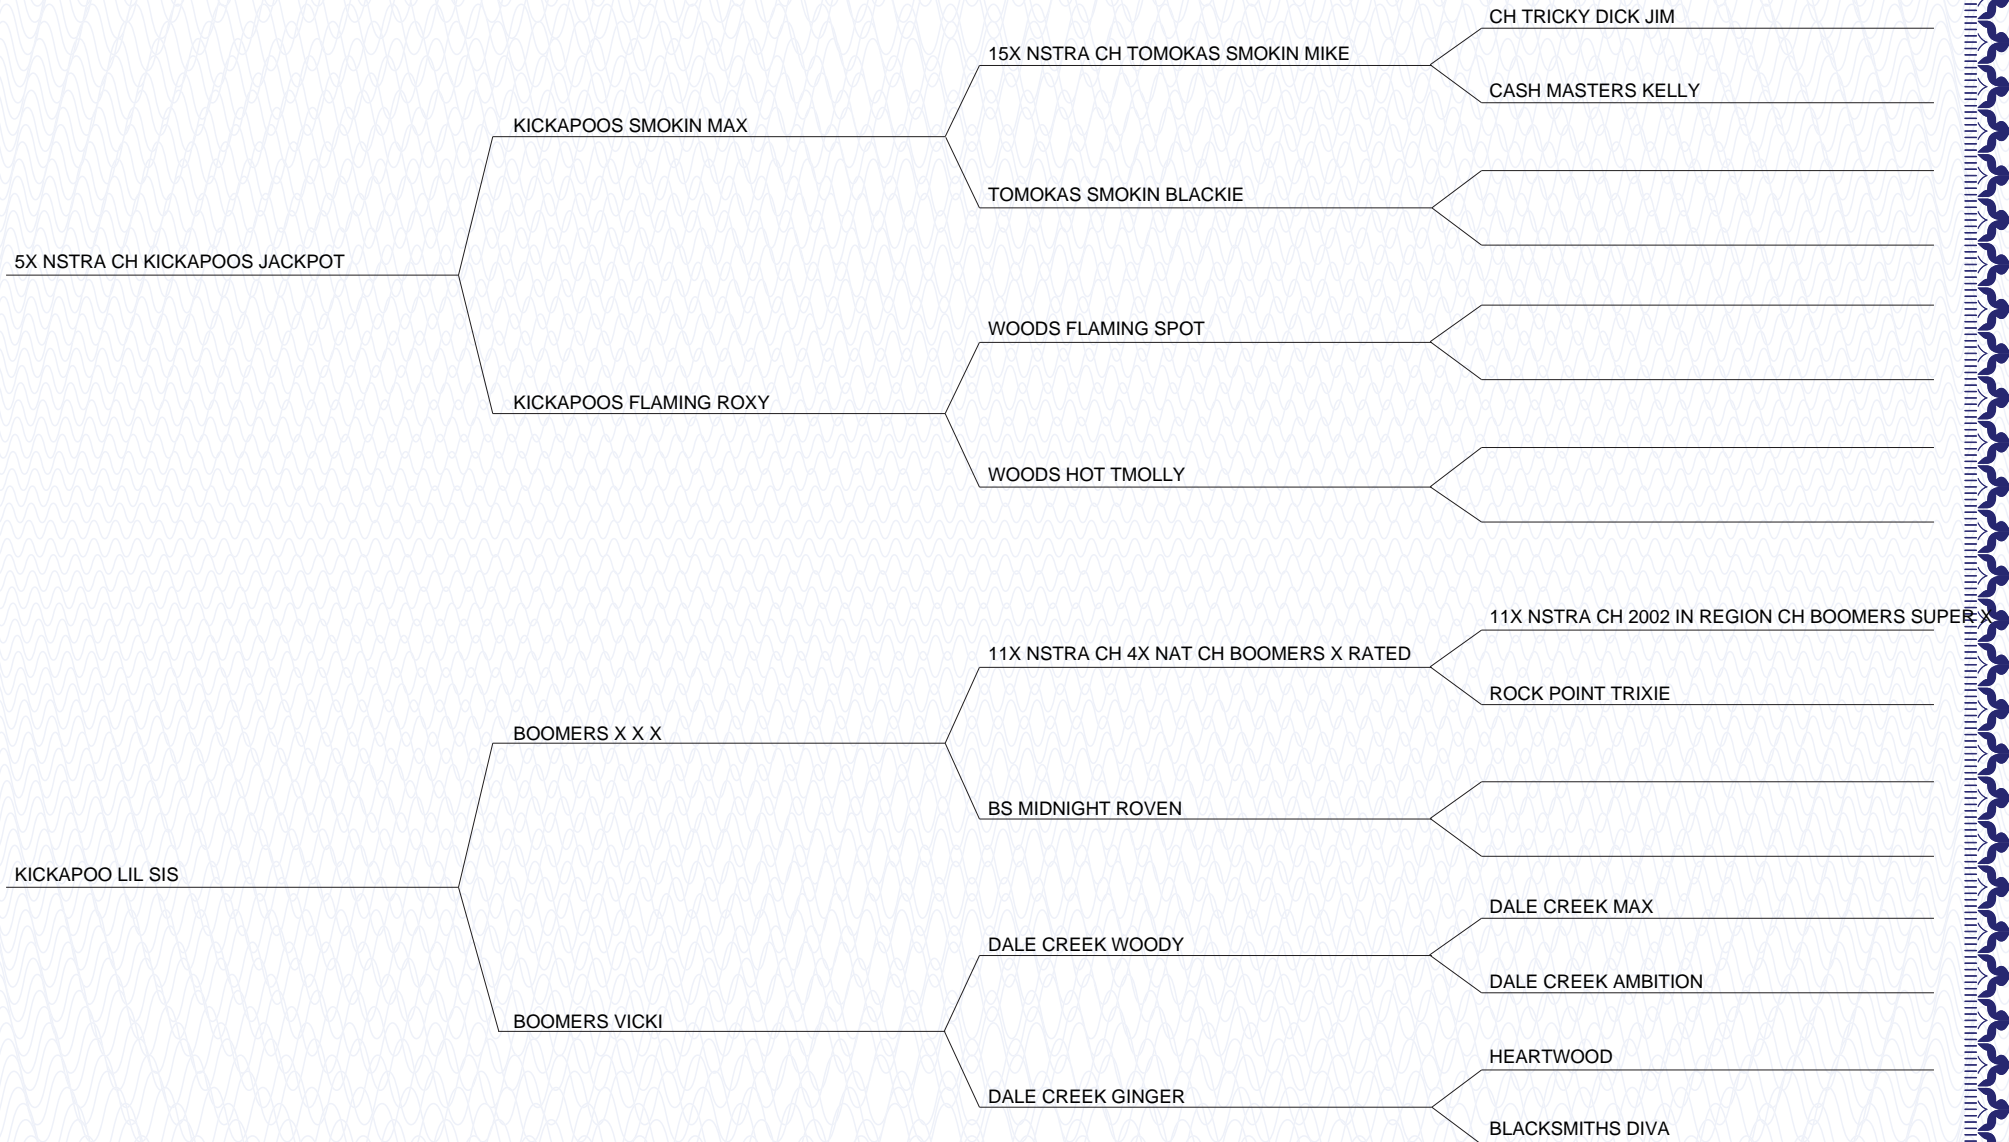 CH TRICKY DICK JIM
15X NSTRA CH TOMOKAS SMOKIN MIKE
CASH MASTERS KELLY
KICKAPOOS SMOKIN MAX
TOMOKAS SMOKIN BLACKIE
5X NSTRA CH KICKAPOOS JACKPOT
WOODS FLAMING SPOT
KICKAPOOS FLAMING ROXY
WOODS HOT TMOLLY
11X NSTRA CH 2002 IN REGION CH BOOMERS SUPER X
11X NSTRA CH 4X NAT CH BOOMERS X RATED
ROCK POINT TRIXIE
BOOMERS X X X
BS MIDNIGHT ROVEN
KICKAPOO LIL SIS
DALE CREEK MAX
DALE CREEK WOODY
DALE CREEK AMBITION
BOOMERS VICKI
HEARTWOOD
DALE CREEK GINGER
BLACKSMITHS DIVA